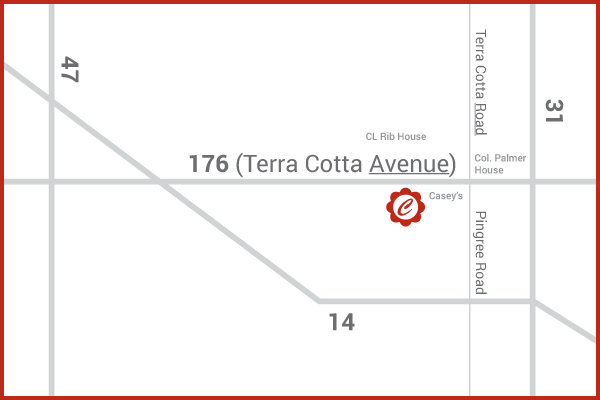 47
Terra Cotta Road
31
CL Rib House
176 (Terra Cotta Avenue)
Col. Palmer
House
Casey's
C
Pingree Road
14